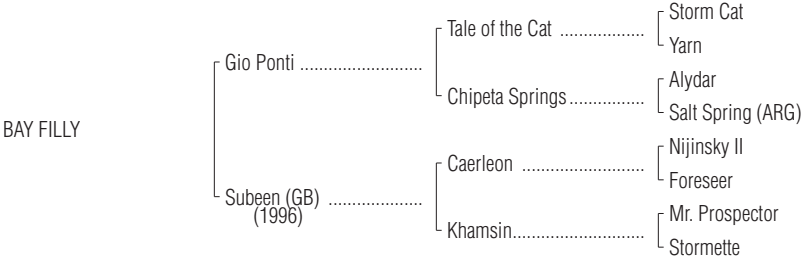 Storm Cat
Tale of the Cat ..................
Yarn
Gio Ponti ..........................
Alydar
Chipeta Springs................
Salt Spring (ARG)
BAY FILLY
Nijinsky II
Caerleon ..........................
Foreseer
Subeen (GB) ....................
(1996)
Mr. Prospector
Khamsin............................
Stormette